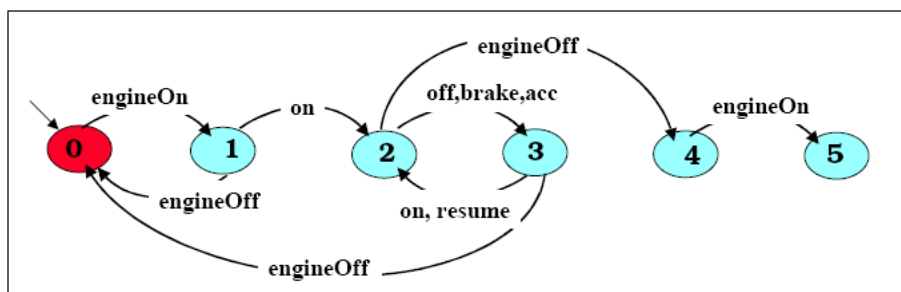 engineOff
engineOn
off,brake,acc
on
engineOn
0
1
2
3
4
5
engineOff
on, resume
engineOff